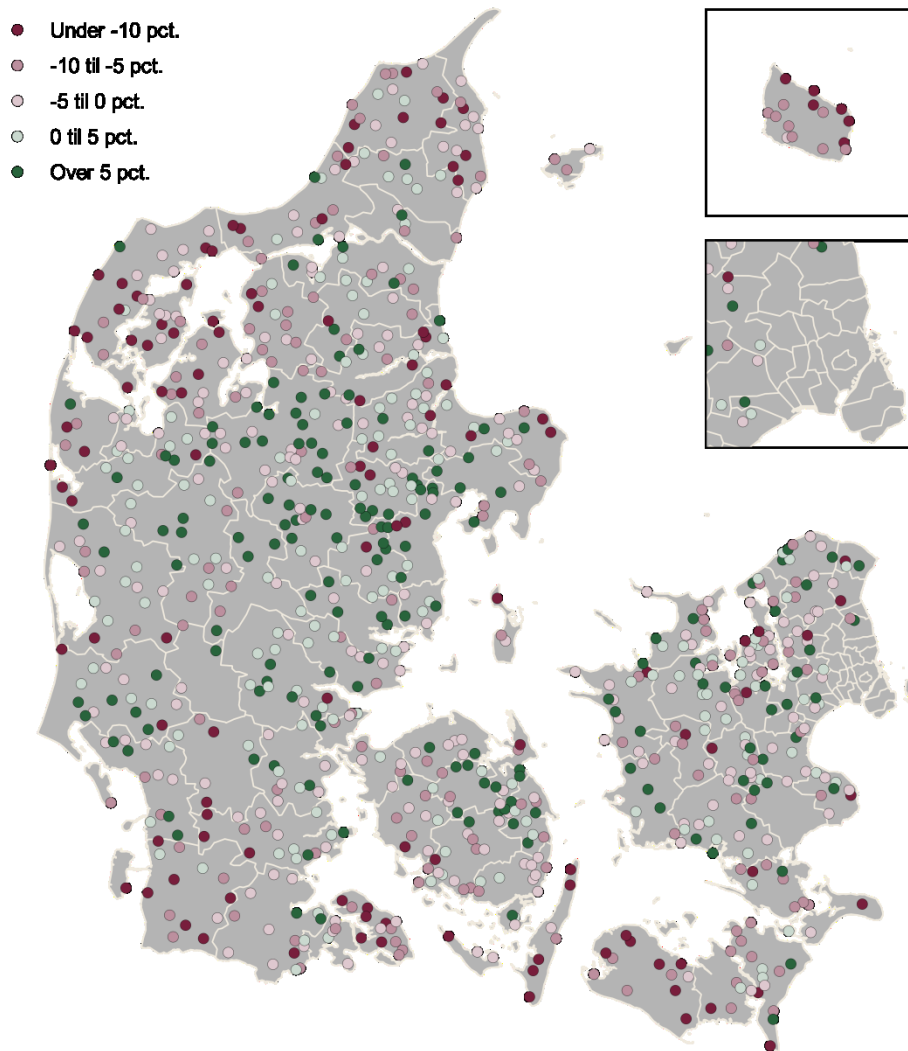 Under -10 pct.
-10 til -5 pct.
-5 til 0 pct.
0 til 5 pct.
Over 5 pct.